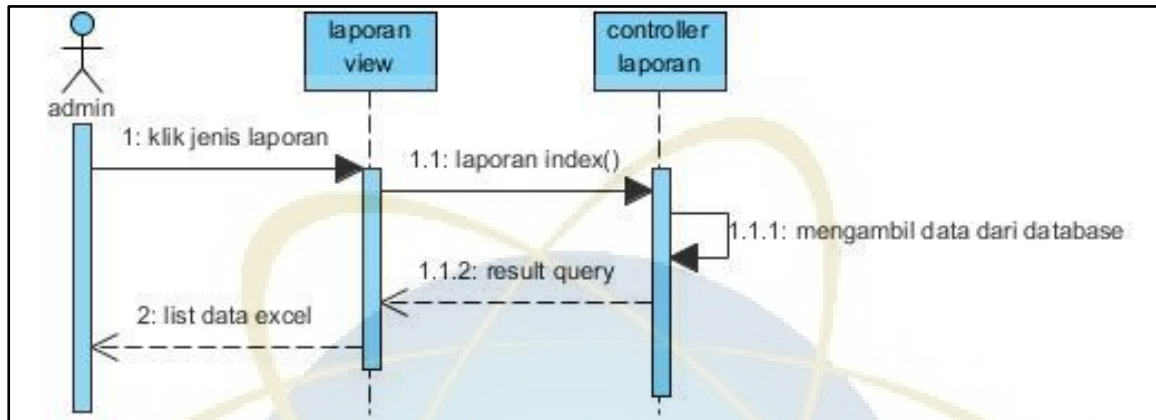 laporan
view
controller
laporan
admin
1: klik jenis laporan
1.1: laporan index()
1.1.1: mengambil data dari database
1.1.2: result query
2: list data excel